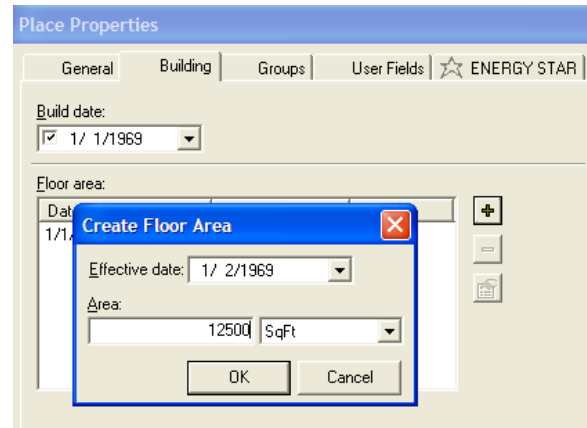 Place Properties
General Building Groups User Fields ENERGY STAR
Build date:
1/ 1/1969
Floor area:
Create Floor Area
Effective date: 1/ 2/1969
Area:
12500 SqFt
OK Cancel